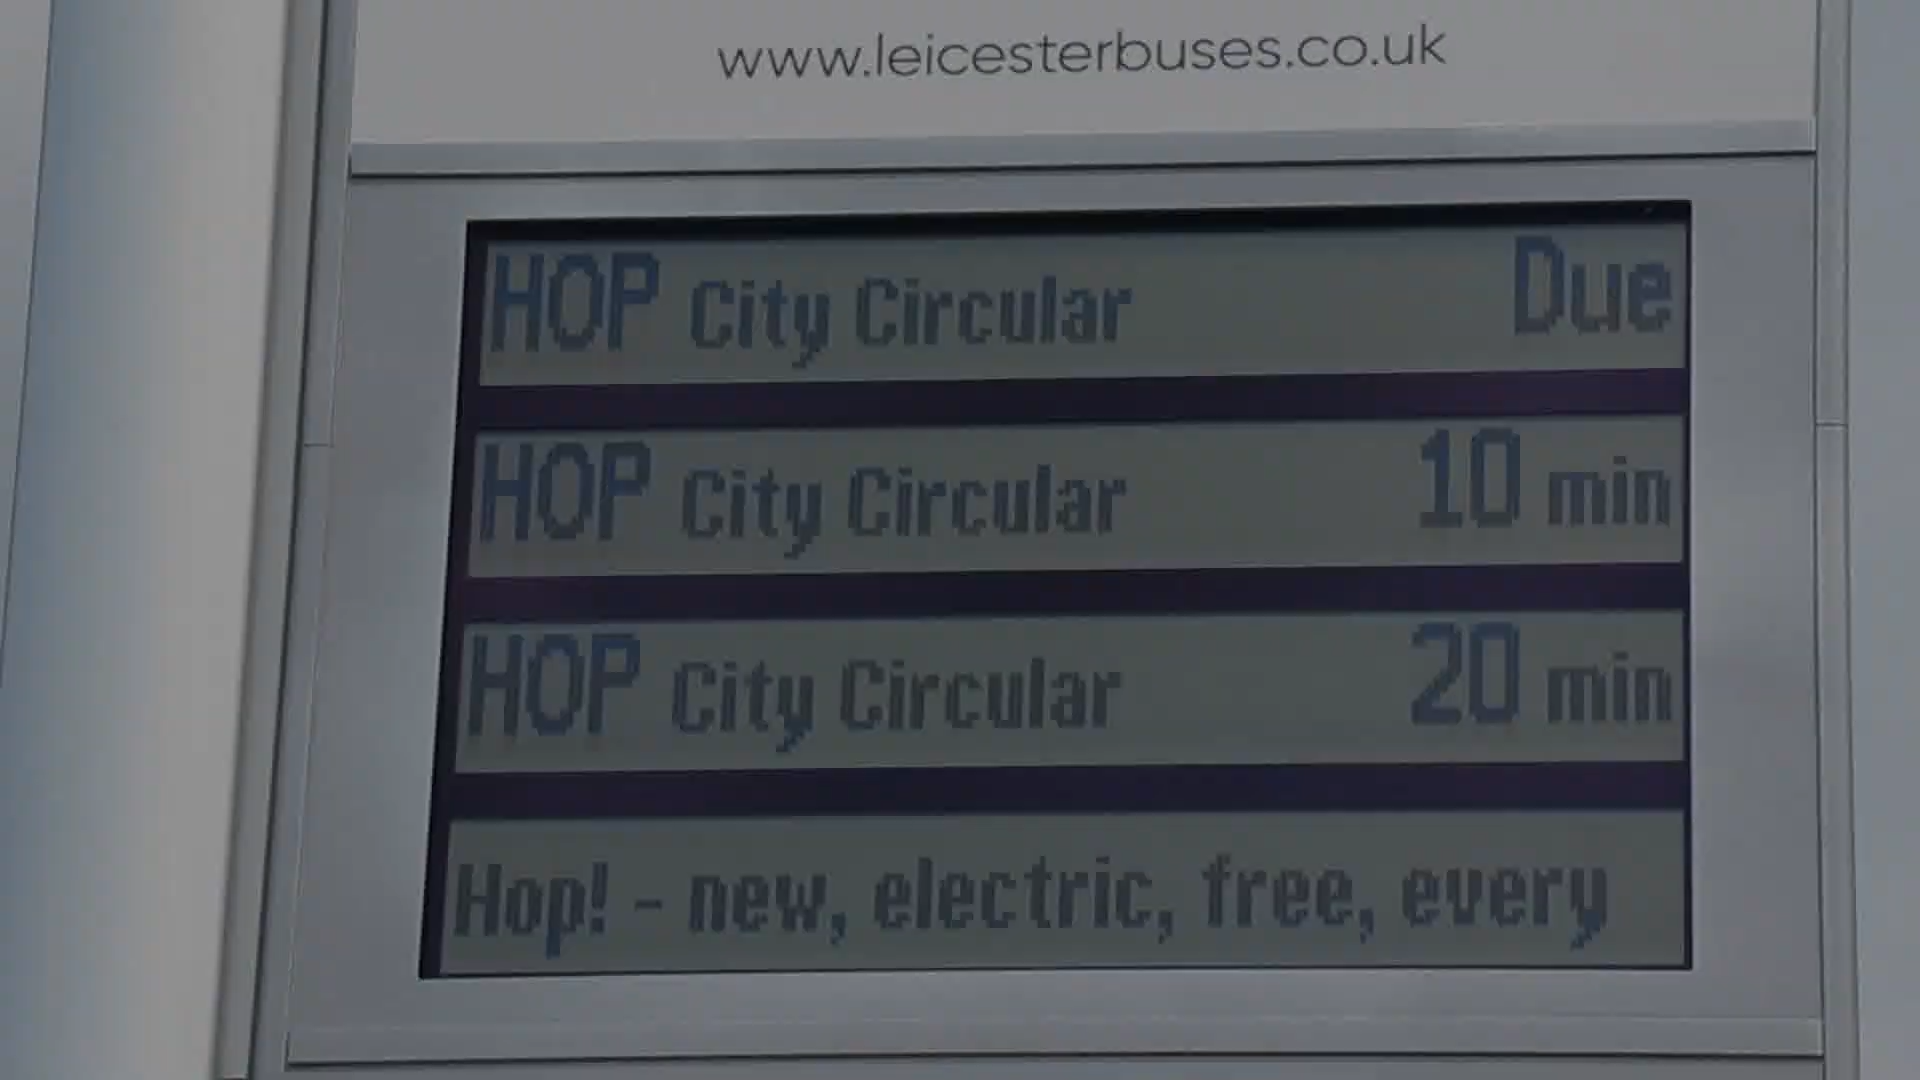 www.leicesterbuses.co.uk
HOP City Circular Due
HOP City Circular 10 min
HOP City Circular 20 min
Hop! - new, electric, free, every